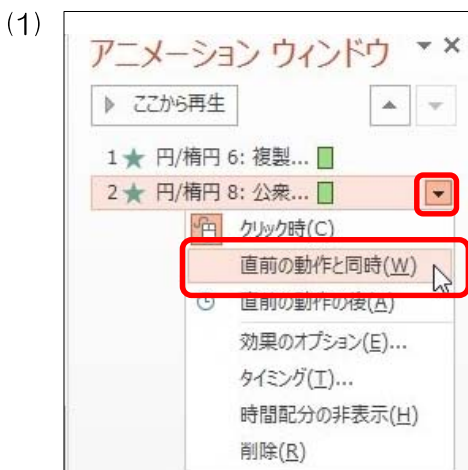 (1)
アニメーション ウィンドウ
ここから再生
1 ★ 円/楕円 6: 複製...
2 ★ 円/楕円 8: 公衆...
クリック時(C)
直前の動作と同時(W)
直前の動作の後(A)
効果のオプション(E)...
タイミング(T)...
時間配分の非表示(H)
削除(R)